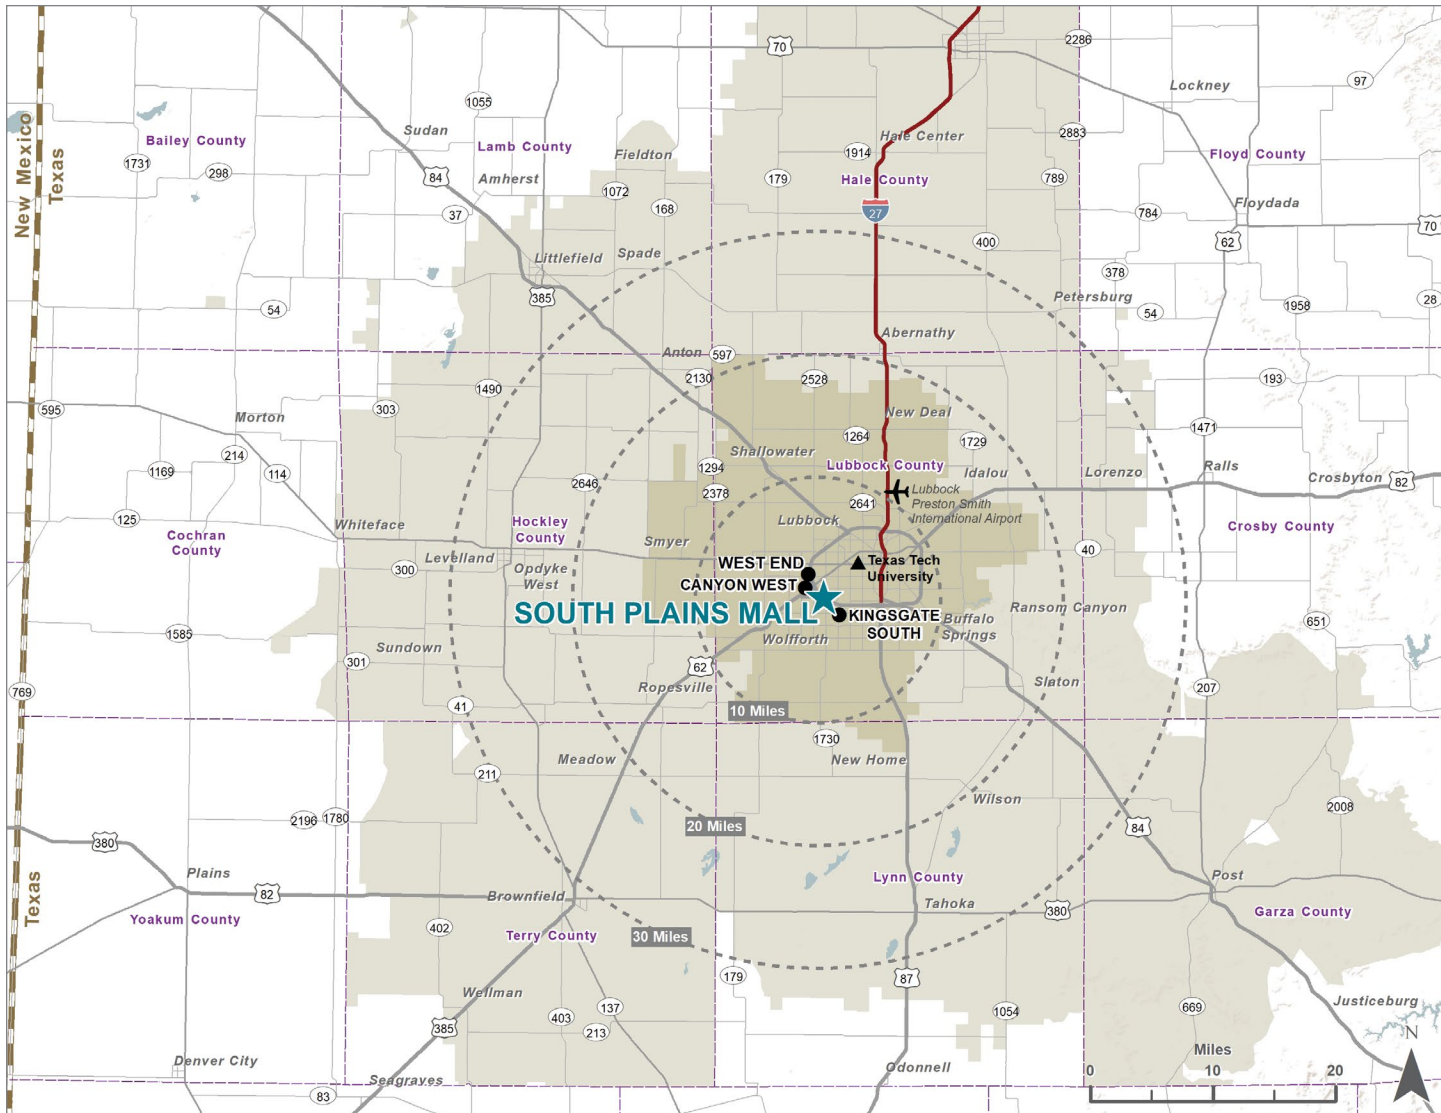 70
2286
97
Lockney
1055
Sudan
Hale Center
2883
Bailey County
Lamb County
Fieldton
1914
Floyd County
New Mexico
Texas
1731
298
84
Amherst
179
Hale County
789
1072
168
37
27
784
Floydada
70
62
400
Littlefield
Spade
378
385
Petersburg
1958
28
54
54
Abernathy
Anton
597
2130
2528
193
1490
595
303
Morton
New Deal
1471
1264
1729
214
Shallowater
1169
114
1294
Lubbock County
Idalou
Lorenzo
Ralls
Crosbyton
82
2646
2378
2641
Lubbock
Preston Smith
International Airport
125
Whiteface
Hockley
County
Lubbock
Crosby County
Cochran
County
Smyer
40
Levelland
300
Opdyke
West
WEST END
CANYON WEST
Texas Tech
University
SOUTH PLAINS MALL
KINGSGATE
SOUTH
Ransom Canyon
Buffalo
Springs
651
1585
Sundown
Wolfforth
301
62
769
Ropesville
Slaton
207
41
10 Miles
1730
Meadow
New Home
211
Wilson
2008
2196
1780
20 Miles
84
380
Plains
82
Brownfield
Lynn County
Post
Texas
Yoakum County
Tahoka
380
Garza County
402
Terry County
30 Miles
179
87
Wellman
Justiceburg
385
403
137
213
1054
669
N
Miles
Denver City
Seagraves
Odonnell
0
10
20
83